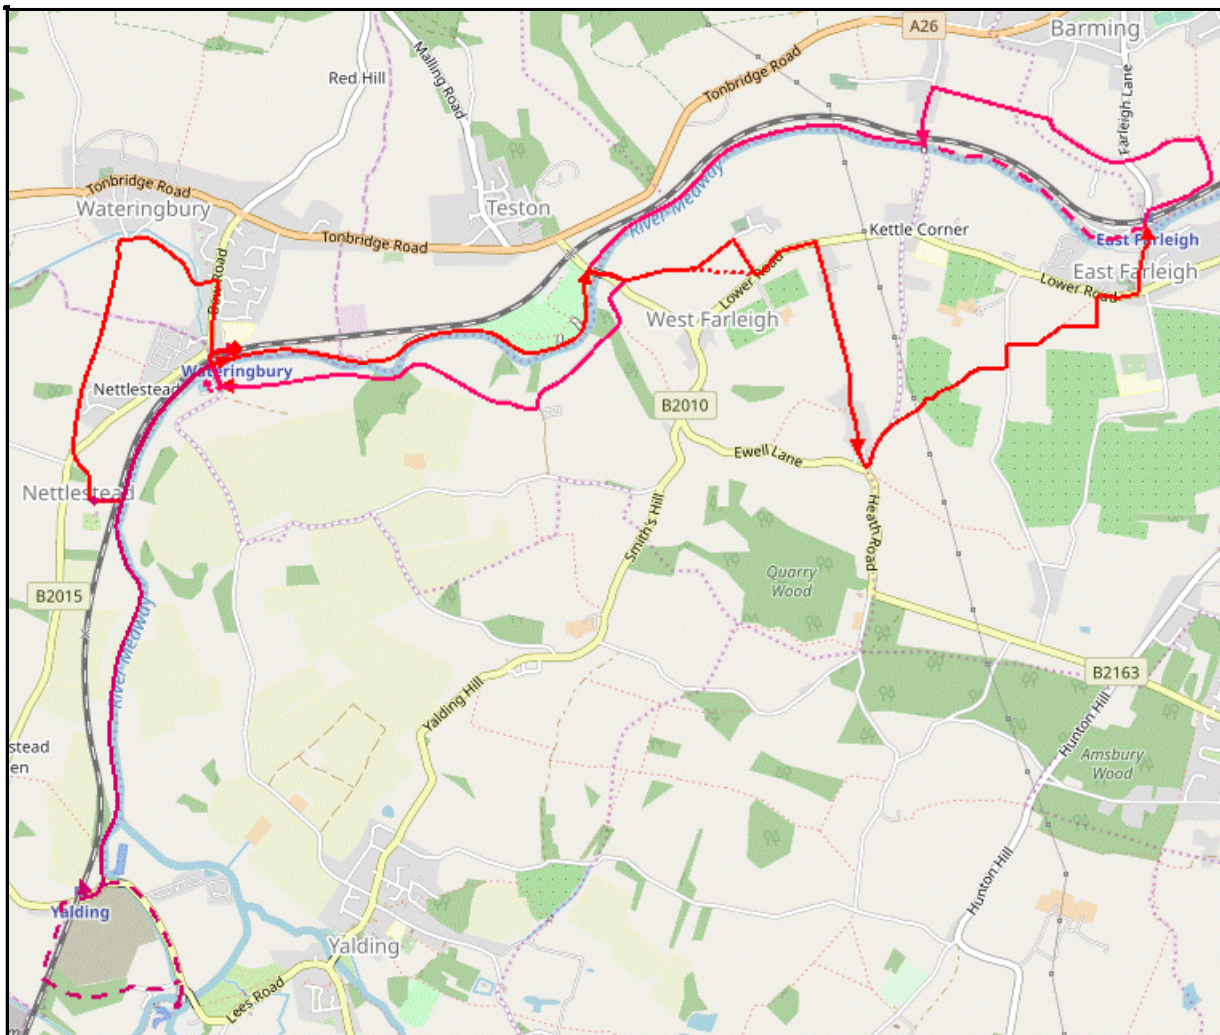 A26
Barming
Red Hill
Malling Road
Tonbridge Road
Farleigh Lane
Tonbridge Road
Wateringbury
Teston
River Medway
Tonbridge Road
Kettle Corner
East Farleigh
East Farleigh
Lower Road
Lower Road
West Farleigh
Wateringbury
Nettlestead
B2010
Ewell Lane
Nettlestead
Smith's Hill
Heath Road
Quarry
Wood
B2015
River Medway
B2163
Yalding Hill
Hunton Hill
stead
en
Amsbury
Wood
Hunton Hill
Yalding
Yalding
Lees Road